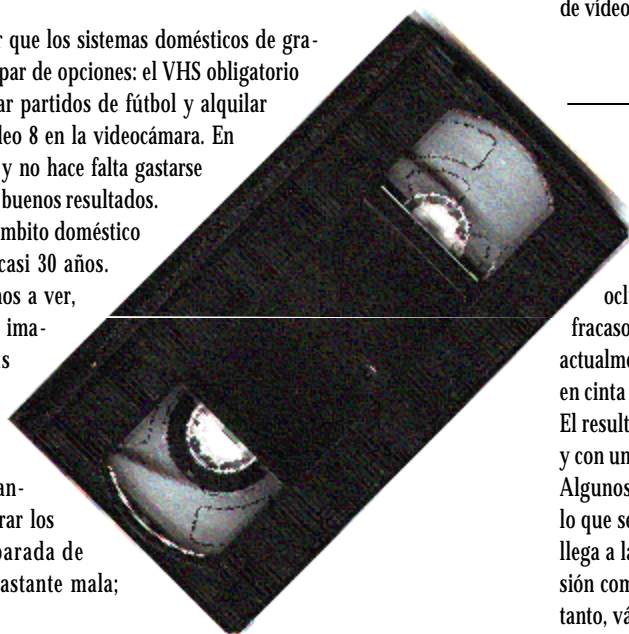 que los sistemas domésticos de gra-
par de opciones: el VHS obligatorio
ar partidos de fútbol y alquilar
leo 8 en la videocámara. En
y no hace falta gastarse
buenos resultados.
mbito doméstico
casi 30 años.
nos a ver,
ima-
s
an-
rar los
parada de
astante mala;
de vídeo
ocl
fracaso
actualme
en cinta
El result
y con un
Algunos
lo que se
llega a la
sión com
tanto, vá